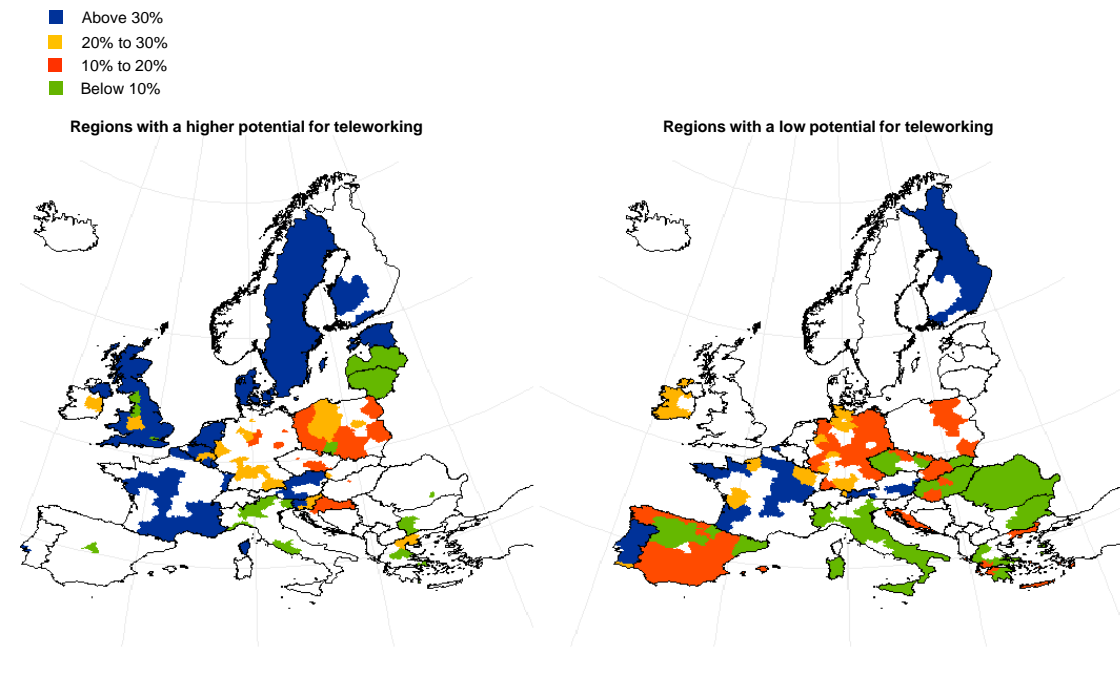 Above 30%
20% to 30%
10% to 20%
Below 10%
Regions with a higher potential for teleworking
Regions with a low potential for teleworking